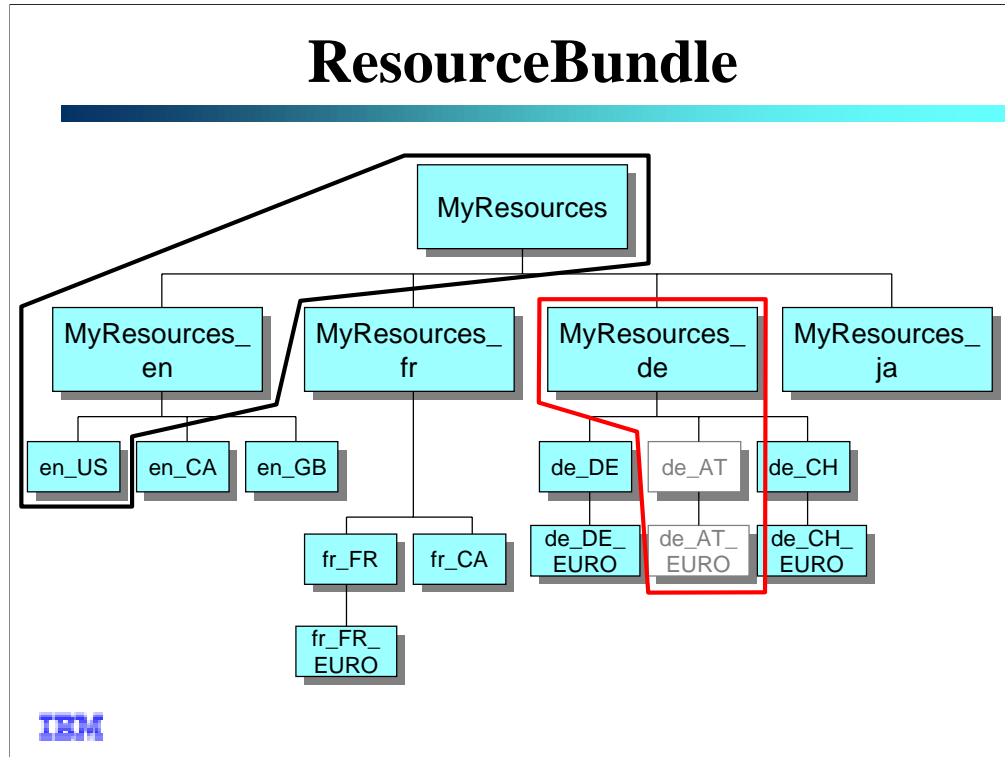 ResourceBundle
MyResources
MyResources_
en
MyResources_
fr
MyResources_
de
MyResources_
ja
en_US
en_CA
en_GB
de_DE
de_AT
de_CH
fr_FR
fr_CA
de_DE_
EURO
de_AT_
EURO
de_CH_
EURO
fr_FR_
EURO
IBM